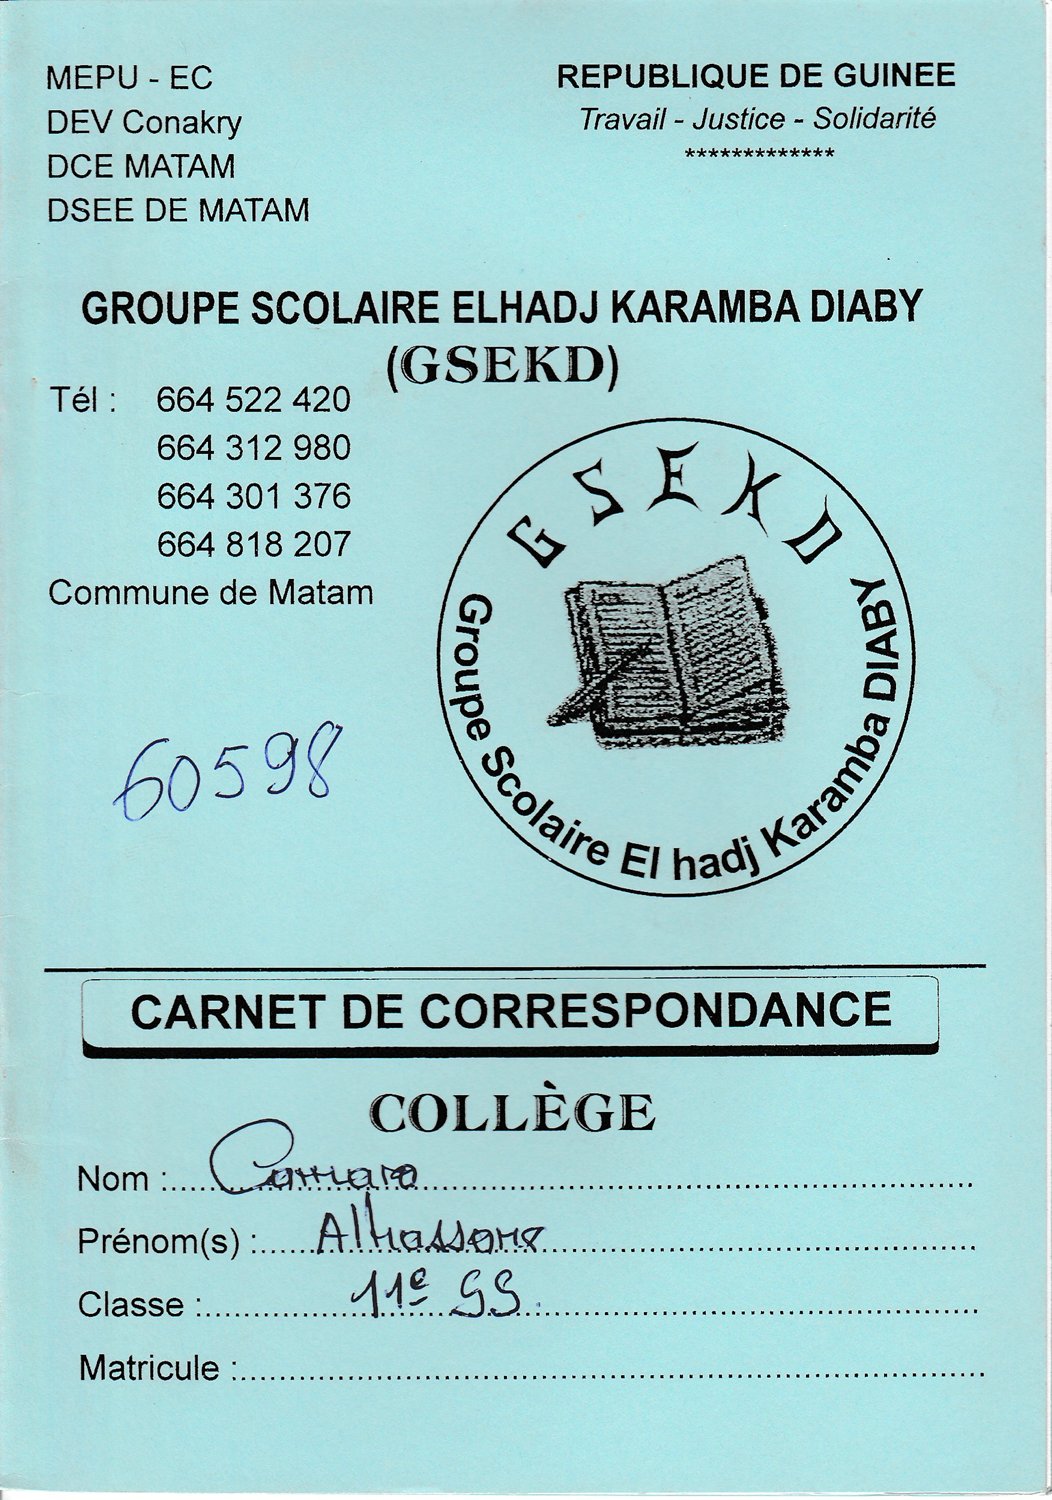 MEPU - EC
DEV Conakry
DCE MATAM
DSEE DE MATAM
REPUBLIQUE DE GUINEE
Travail - Justice - Solidarité
*************
GROUPE SCOLAIRE ELHADJ KARAMBA DIABY
(GSEKD)
Tél : 664 522 420
664 312 980
664 301 376
664 818 207
Commune de Matam
GSEKD
Groupe Scolaire El hadj Karamba DIABY
60598
CARNET DE CORRESPONDANCE
COLLÈGE
Nom : Camara
Prénom(s) : Alhassane
Classe : 11e SS
Matricule :